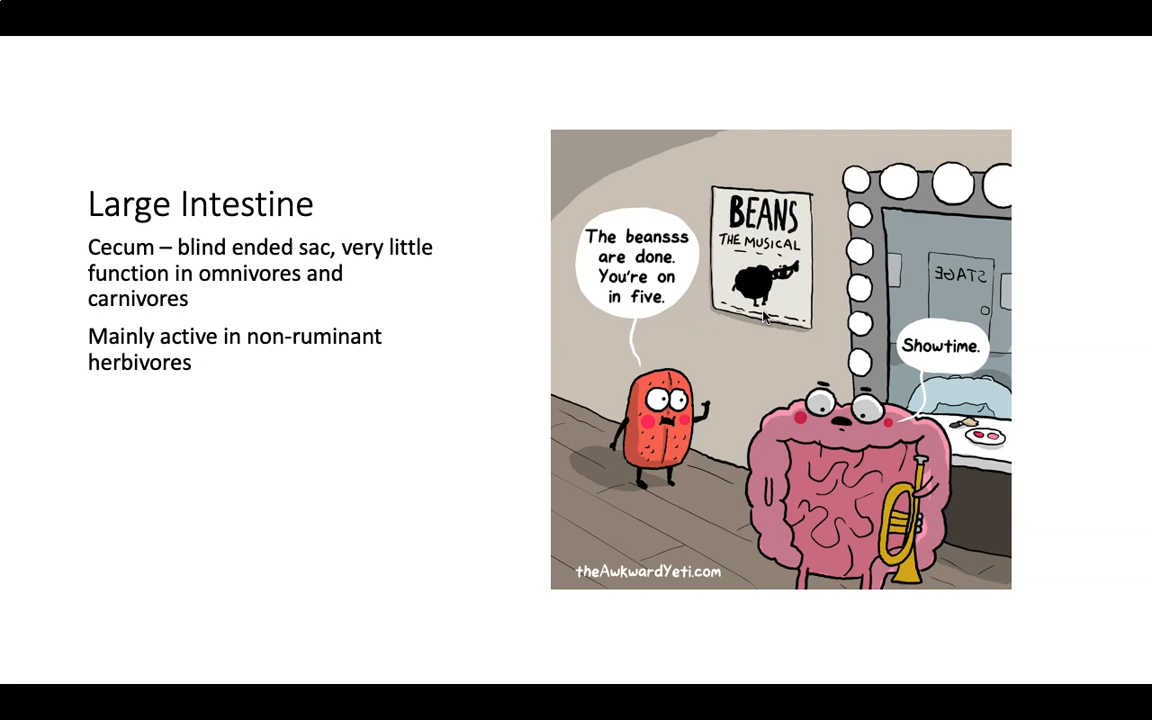 Large Intestine
Cecum – blind ended sac, very little
function in omnivores and
carnivores
Mainly active in non-ruminant
herbivores
The beansss
are done.
You're on
in five.
BEANS
THE MUSICAL
STAGE
Showtime.
theAwkwardYeti.com